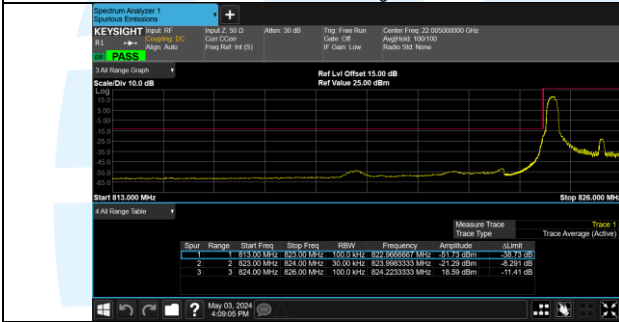 Spectrum Analyzer 1
Spurious Emissions
+
KEYSIGHT Input: RF Input Z: 50 Ω Atten: 30 dB Trig: Free Run Center Freq: 22.005000000 GHz
RL Coupling: DC Corr CCorr Gate: Off Avg|Hold: 100/100
Align: Auto Freq Ref: Int (S) IF Gain: Low Radio Std: None
PASS
3 All Range Graph
Ref Lvl Offset 15.00 dB
Scale/Div 10.0 dB Ref Value 25.00 dBm
Log
15.0
5.00
-5.00
-15.0
-25.0
-35.0
-45.0
-55.0
-65.0
Start 813.000 MHz Stop 826.000 MHz
4 All Range Table
Measure Trace Trace 1
Trace Type Trace Average (Active)
Spur Range Start Freq Stop Freq RBW Frequency Amplitude ΔLimit
1 1 813.00 MHz 823.00 MHz 100.0 kHz 822.9666667 MHz -51.73 dBm -38.73 dB
2 2 823.00 MHz 824.00 MHz 30.00 kHz 823.9983333 MHz -21.29 dBm -8.291 dB
3 3 824.00 MHz 826.00 MHz 100.0 kHz 824.2233333 MHz 18.59 dBm -11.41 dB
?
May 03, 2024
4:09:05 PM